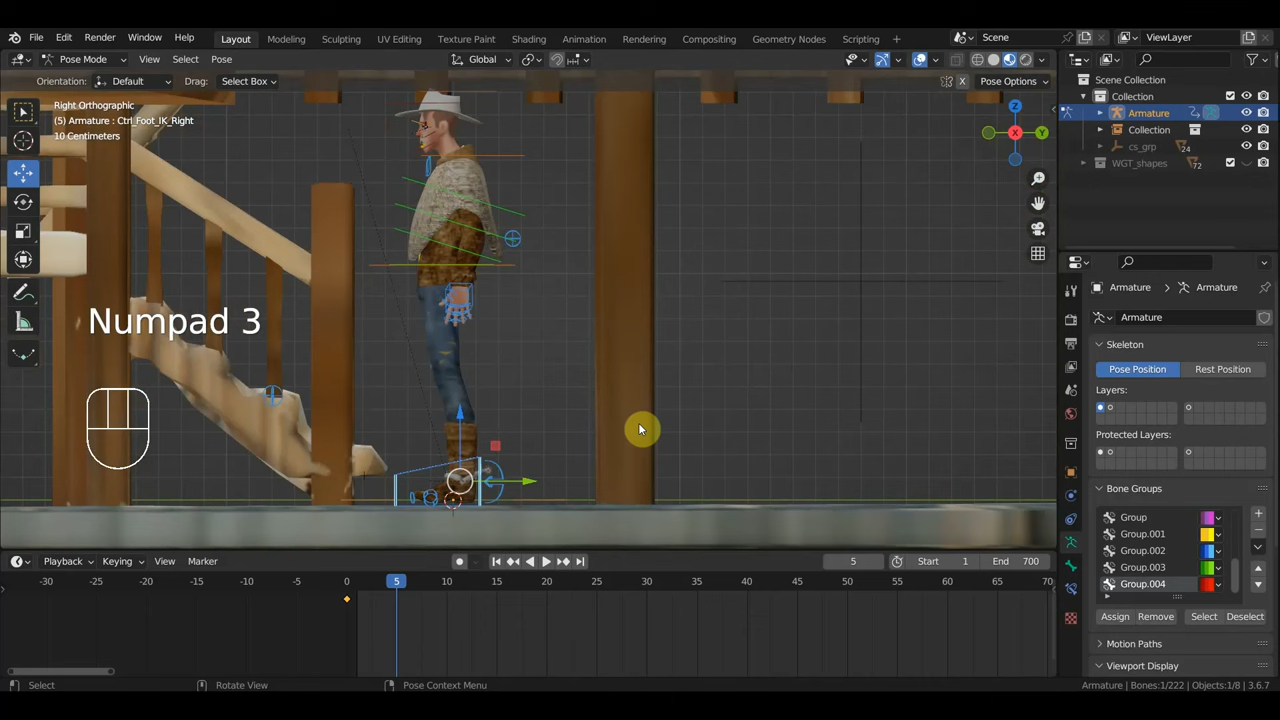 File Edit Render Window Help Layout Modeling Sculpting UV Editing Texture Paint Shading Animation Rendering Compositing Geometry Nodes Scripting + Scene ViewLayer
Pose Mode View Select Pose Global
Orientation: Default Drag: Select Box X Pose Options
Right Orthographic
(5) Armature : Ctrl_Foot_IK_Right
10 Centimeters
Z
X
Y
Numpad 3
Scene Collection
Collection
Armature
Collection
cs_grp 24
WGT_shapes 72
Armature > Armature
Armature
Skeleton
Pose Position Rest Position
Layers:
Protected Layers:
Bone Groups
Group
Group.001
Group.002
Group.003
Group.004
Assign Remove Select Deselect
Motion Paths
Viewport Display
Playback Keying View Marker 5 Start 1 End 700
-30 -25 -20 -15 -10 -5 0 5 10 15 20 25 30 35 40 45 50 55 60 65 70
Select Rotate View Pose Context Menu Armature | Bones:1/222 | Objects:1/8 | 3.6.7